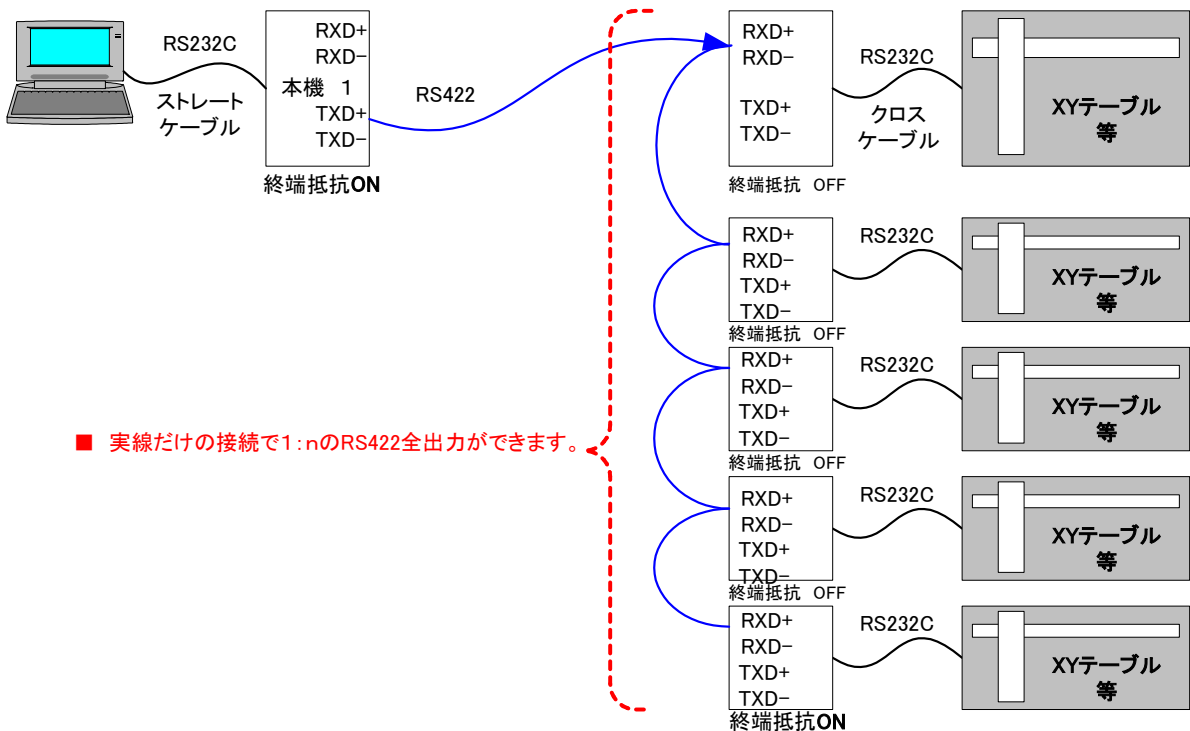 RS232C
ストレート
ケーブル
RXD+
RXD−
本機 1
TXD+
TXD−
終端抵抗ON
RS422
RXD+
RXD−
TXD+
TXD−
終端抵抗 OFF
RS232C
クロス
ケーブル
XYテーブル
等
RXD+
RXD−
TXD+
TXD−
終端抵抗 OFF
RS232C
XYテーブル
等
RXD+
RXD−
TXD+
TXD−
終端抵抗 OFF
RS232C
XYテーブル
等
■ 実線だけの接続で1:nのRS422全出力ができます。
RXD+
RXD−
TXD+
TXD−
終端抵抗 OFF
RS232C
XYテーブル
等
RXD+
RXD−
TXD+
TXD−
終端抵抗ON
RS232C
XYテーブル
等